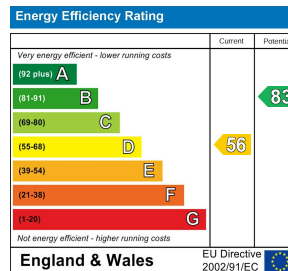 Energy Efficiency Rating
Current Potentia
Very energy efficient - lower running costs
(92 plus) A
(81-91) B
(69-80) C
(55-68) D
(39-54) E
(21-38) F
(1-20) G
56
83
Not energy efficient - higher running costs
England & Wales
EU Directive
2002/91/EC